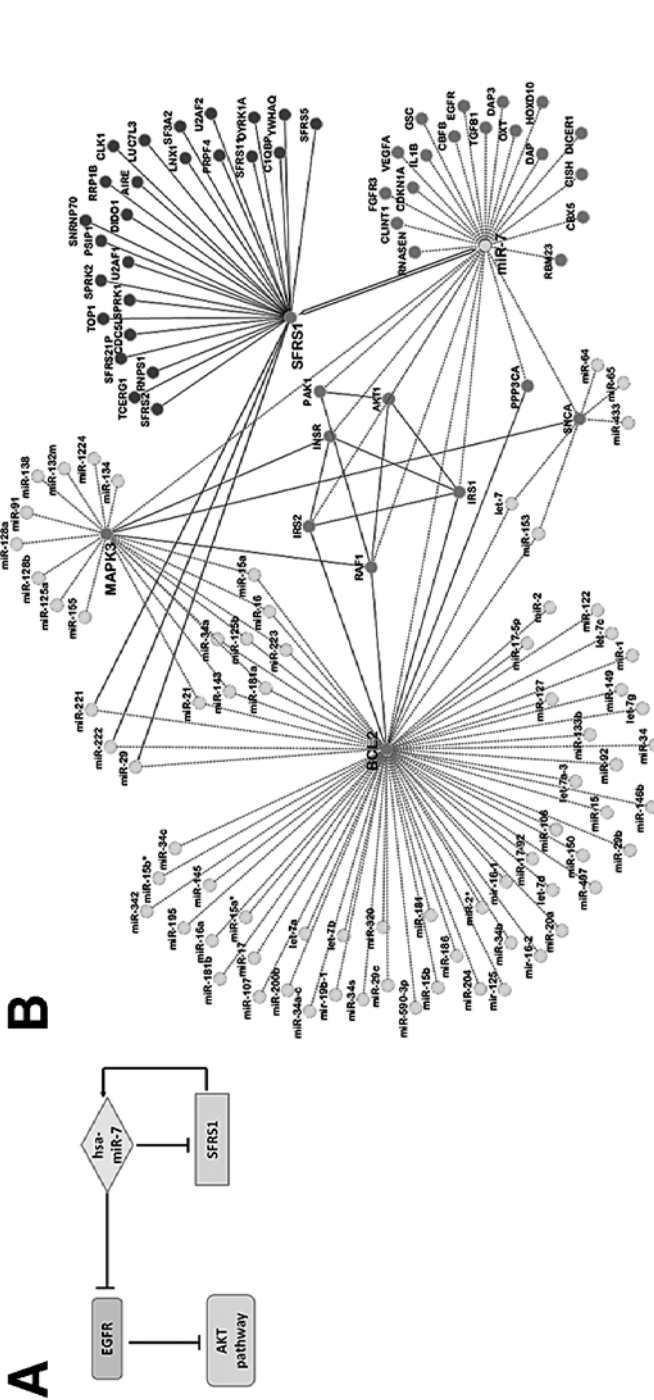 A
EGFR
AKT
pathway
hsa-
miR-7
SFRS1
B
miR-128a
miR-91
miR-138
miR-132m
miR-1224
miR-134
miR-128b
miR-125a
miR-155
MAPK3
miR-221
miR-222
miR-29
miR-21
miR-143
miR-181a
miR-34a
miR-125b
miR-223
miR-16
miR-15a
TCERG1
SFRS2
RNPS1
SFRS21P
CDC5L
TOP1
SPRK1
SPRK2
U2AF1
PSIP1
SNRNP70
DIDO1
RRP1B
AIRE
CLK1
LUC7L3
LNX1
SF3A2
PRPF4
U2AF2
SFRS11
DYRK1A
C1QBP
YWHAQ
SFRS5
SFRS1
PAK1
INSR
AKT1
IRS2
IRS1
RAF1
RNASEN
CLINT1
FGFR3
CDKN1A
VEGFA
IL1B
GSC
CBFB
EGFR
TGFB1
DAP3
OXT
HOXD10
DAP
DICER1
CISH
CBX5
RBM23
miR-7
PPP3CA
SNCA
miR-64
miR-65
miR-433
let-7
miR-153
BCL2
miR-2
miR-17-5p
miR-122
let-7c
miR-1
miR-127
miR-149
let-7g
miR-133b
miR-34
miR-92
let-7a-3
miR-15
miR-146b
miR-106
miR-29b
miR-150
miR-17-92
miR-497
mir-16-1
let-7d
miR-20a
miR-2*
miR-34b
mir-16-2
miR-184
miR-186
mir-125
miR-204
miR-15b
miR-320
miR-590-3p
miR-29c
let-7b
miR-34s
mir-19b-1
let-7a
miR-34a-c
miR-200b
miR-107
miR-17
miR-15a*
miR-181b
miR-16a
miR-195
miR-145
miR-342
miR-15b*
miR-34c